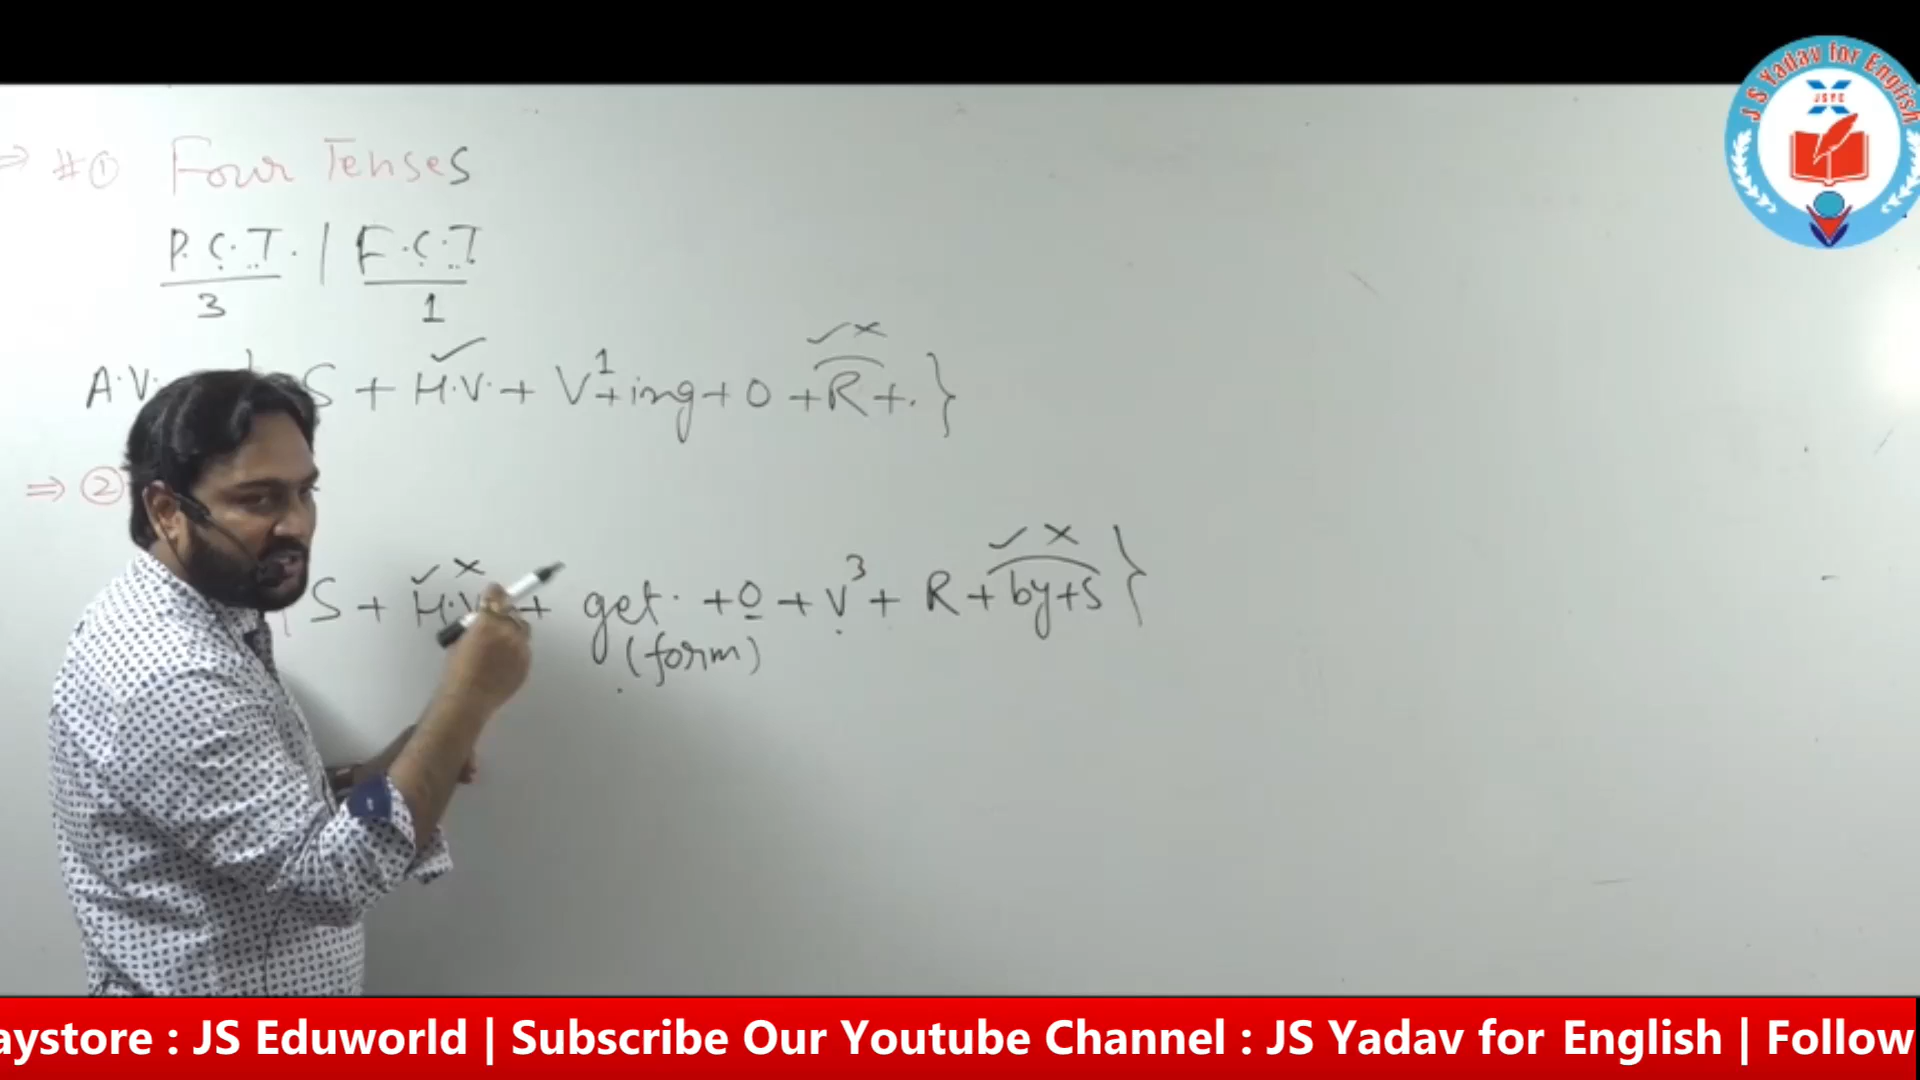 J S Yadav for English
JSYE
⇒ #① Four Tenses
P.C.T. | F.C.T
3 1
✓ ✓ ×
A.V. S + H.V. + V¹+ing + O + R + . }
⇒ ②
✓ × ✓ ×
S + H.V + get + O + V³ + R + by+S }
(form)
aystore : JS Eduworld | Subscribe Our Youtube Channel : JS Yadav for English | Follow